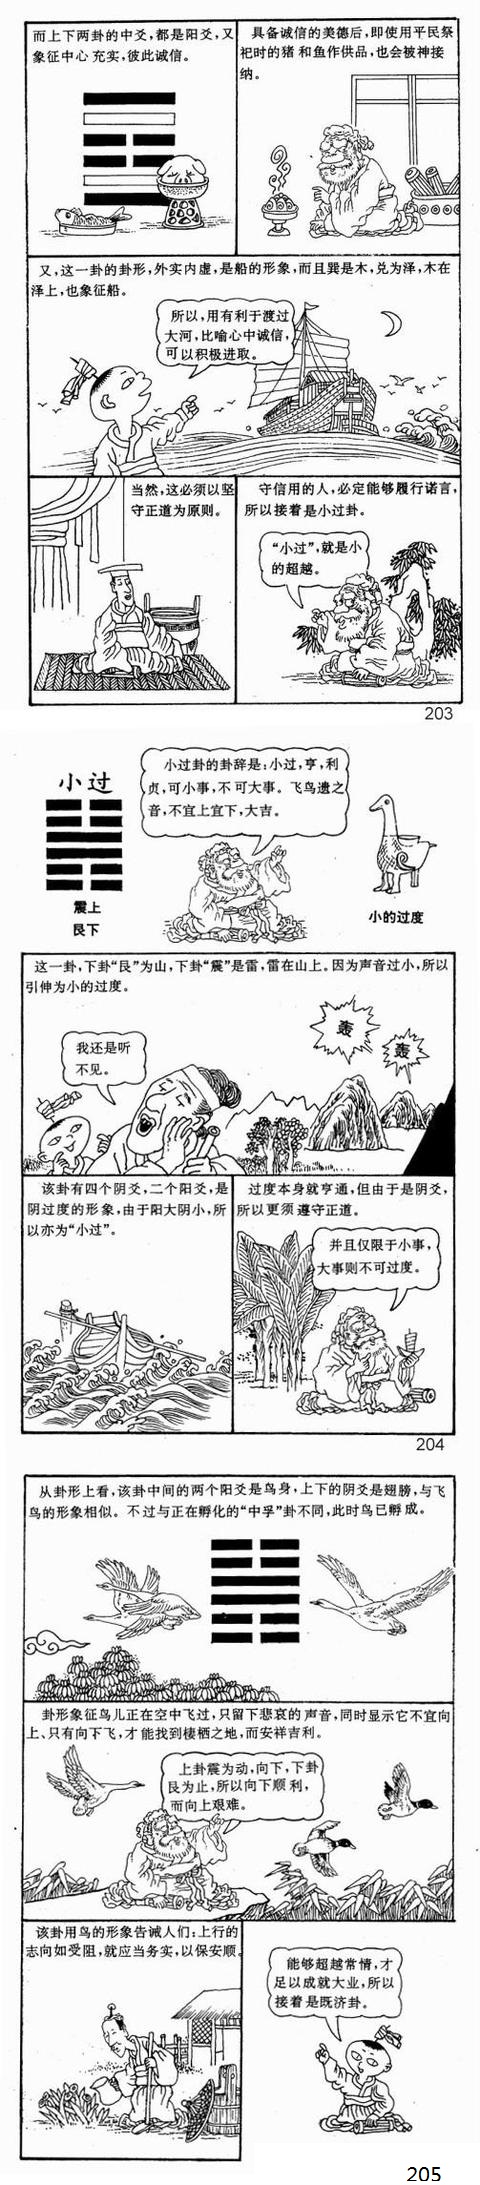 而上下两卦的中爻,都是阳爻,又
象征中心充实,彼此诚信。
具备诚信的美德后,即使用平民祭
祀时的猪和鱼作供品,也会被神接
纳。
又,这一卦的卦形,外实内虚,是船的形象,而且巽是木,兑为泽,木在
泽上,也象征船。
所以,用有利于渡过
大河,比喻心中诚信,
可以积极进取。
当然,这必须以坚
守正道为原则。
守信用的人,必定能够履行诺言,
所以接着是小过卦。
“小过”,就是小
的超越。
203
小过
震上
艮下
小过卦的卦辞是:小过,亨,利
贞,可小事,不可大事。飞鸟遗之
音,不宜上宜下,大吉。
小的过度
这一卦,下卦“艮”为山,下卦“震”是雷,雷在山上。因为声音过小,所以
引伸为小的过度。
我还是听
不见。
轰
轰
该卦有四个阴爻,二个阳爻,是
阴过度的形象,由于阳大阴小,所
以亦为“小过”。
过度本身就亨通,但由于是阴爻,
所以更须遵守正道。
并且仅限于小事,
大事则不可过度。
204
从卦形上看,该卦中间的两个阳爻是鸟身,上下的阴爻是翅膀,与飞
鸟的形象相似。不过与正在孵化的“中孚”卦不同,此时鸟已孵成。
卦形象征鸟儿正在空中飞过,只留下悲哀的声音,同时显示它不宜向
上、只有向下飞,才能找到棲栖之地,而安祥吉利。
上卦震为动,向下,下卦
艮为止,所以向下顺利,
而向上艰难。
该卦用鸟的形象告诫人们:上行的
志向如受阻,就应当务实,以保安顺。
能够超越常情,才
足以成就大业,所以
接着是既济卦。
205